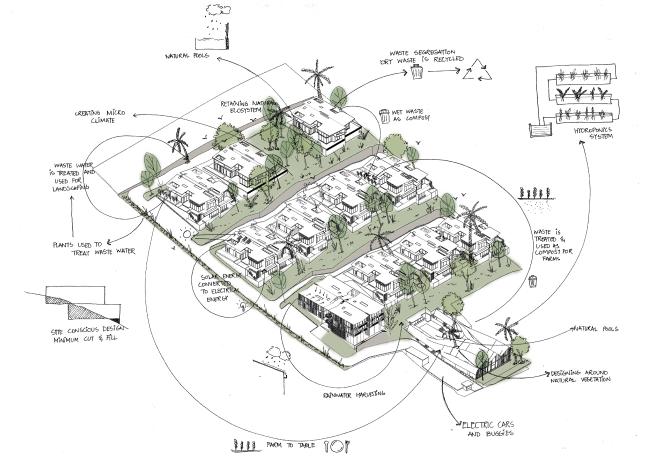 NATURAL POOLS
WASTE SEGREGATION
DRY WASTE IS RECYCLED
RETAINING NATURAL
ECOSYSTEM
WET WASTE
AS COMPOST
CREATING MICRO
CLIMATE
HYDROPONICS
SYSTEM
WASTE WATER
IS TREATED AND
USED FOR
LANDSCAPING
WASTE IS
TREATED &
USED AS
COMPOST FOR
FARMS
PLANTS USED TO
TREAT WASTE WATER
SOLAR ENERGY
CONVERTED
TO ELECTRICAL
ENERGY
SITE CONSCIOUS DESIGN
MINIMUM CUT & FILL
NATURAL POOLS
DESIGNING AROUND
NATURAL VEGETATION
RAINWATER HARVESTING
ELECTRIC CARS
AND BUGGIES
FARM TO TABLE